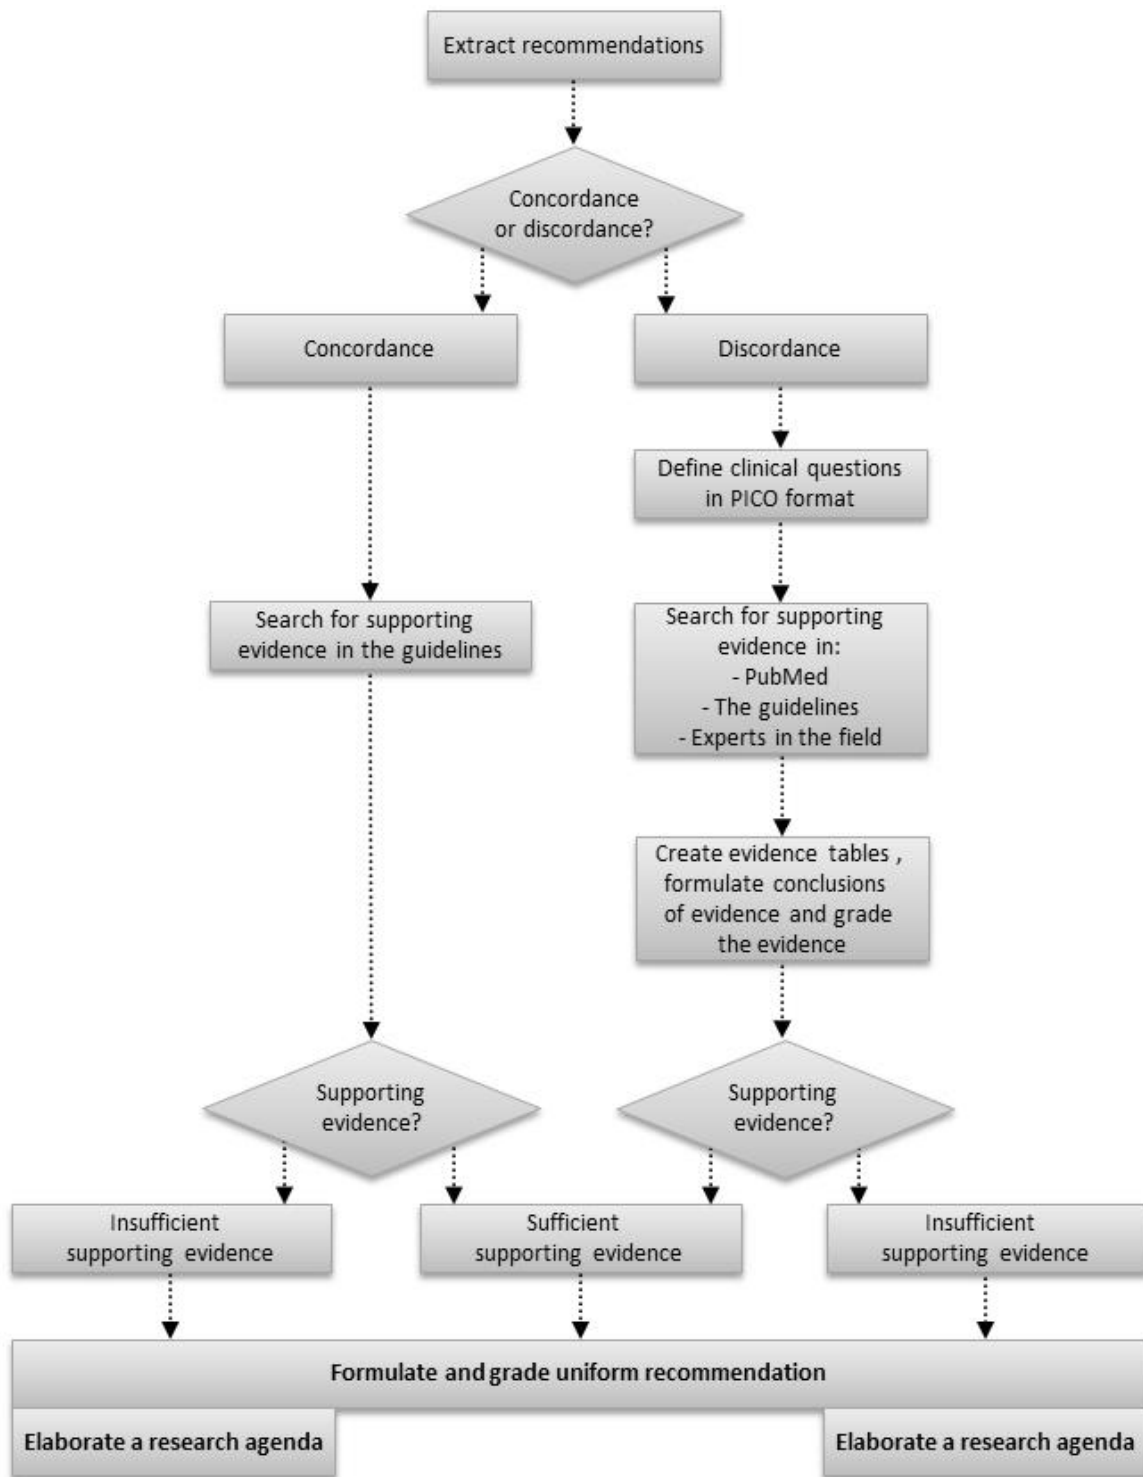 Extract recommendations
Concordance
or discordance?
Concordance
Discordance
Define clinical questions
in PICO format
Search for supporting
evidence in the guidelines
Search for supporting
evidence in:
- PubMed
- The guidelines
- Experts in the field
Create evidence tables ,
formulate conclusions
of evidence and grade
the evidence
Supporting
evidence?
Supporting
evidence?
Insufficient
supporting evidence
Sufficient
supporting evidence
Insufficient
supporting evidence
Formulate and grade uniform recommendation
Elaborate a research agenda
Elaborate a research agenda